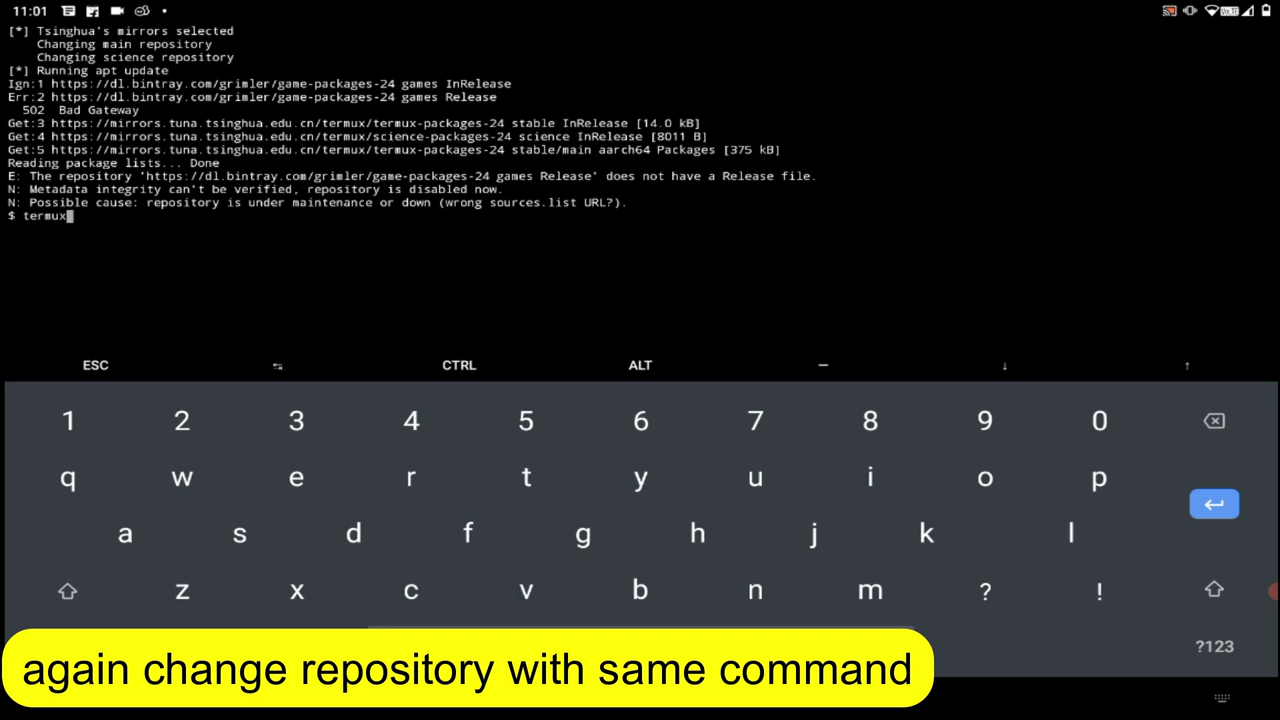 11:01
[*] Tsinghua's mirrors selected
    Changing main repository
    Changing science repository
[*] Running apt update
Ign:1 https://dl.bintray.com/grimler/game-packages-24 games InRelease
Err:2 https://dl.bintray.com/grimler/game-packages-24 games Release
  502  Bad Gateway
Get:3 https://mirrors.tuna.tsinghua.edu.cn/termux/termux-packages-24 stable InRelease [14.0 kB]
Get:4 https://mirrors.tuna.tsinghua.edu.cn/termux/science-packages-24 science InRelease [8011 B]
Get:5 https://mirrors.tuna.tsinghua.edu.cn/termux/termux-packages-24 stable/main aarch64 Packages [375 kB]
Reading package lists... Done
E: The repository 'https://dl.bintray.com/grimler/game-packages-24 games Release' does not have a Release file.
N: Metadata integrity can't be verified, repository is disabled now.
N: Possible cause: repository is under maintenance or down (wrong sources.list URL?).
$ termux
ESC CTRL ALT — ↓ ↑
1 2 3 4 5 6 7 8 9 0
q w e r t y u i o p
a s d f g h j k l
z x c v b n m ? !
?123
again change repository with same command